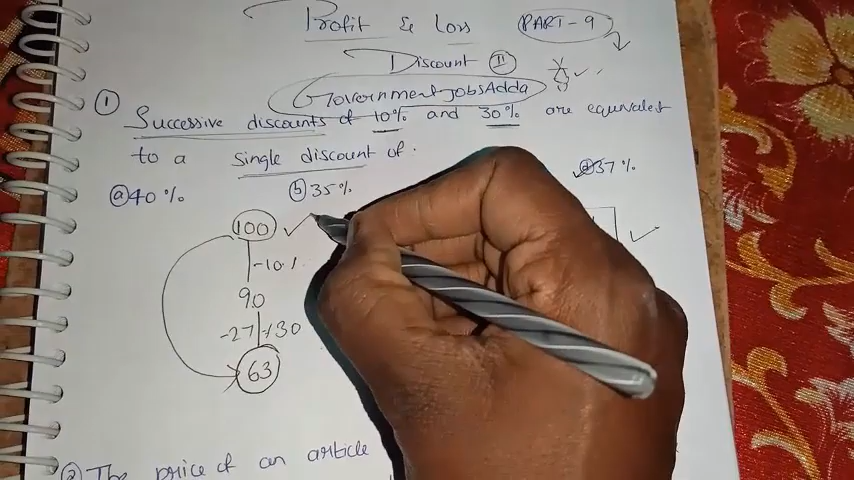 Profit & Loss PART-9
Discount II
GovernmentjobsAdda
① Successive discounts of 10% and 30% are equivalent
to a single discount of.
ⓐ 40% ⓑ 35% ⓓ 37%
100
-10%
90
-27 -30
63
② The price of an article